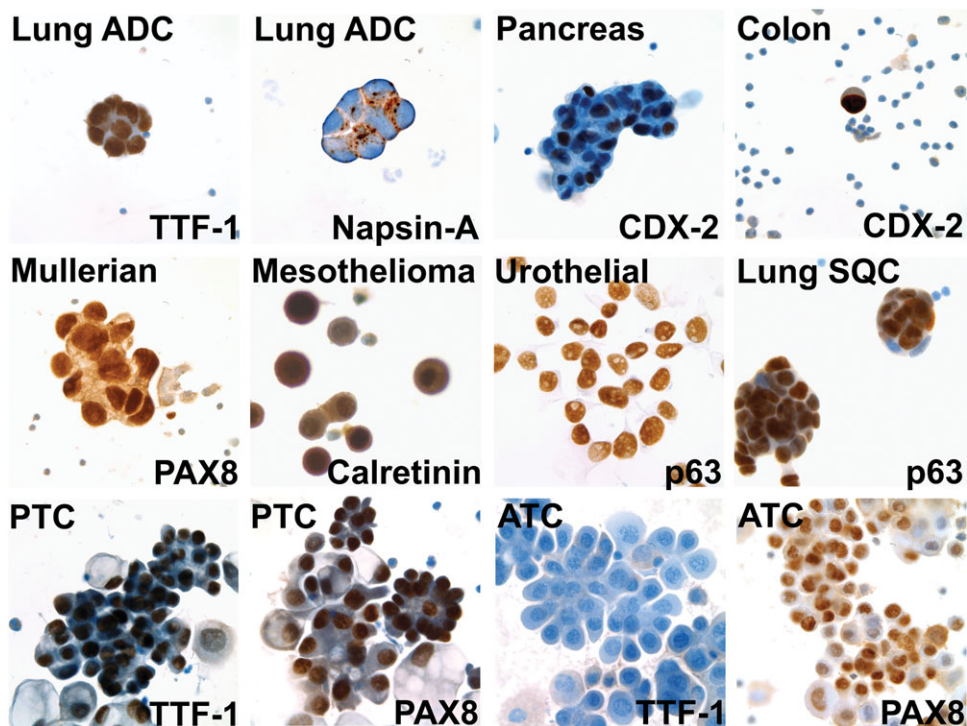 Lung ADC
TTF-1
Lung ADC
Napsin-A
Pancreas
CDX-2
Colon
CDX-2
Mullerian
PAX8
Mesothelioma
Calretinin
Urothelial
p63
Lung SQC
p63
PTC
TTF-1
PTC
PAX8
ATC
TTF-1
ATC
PAX8